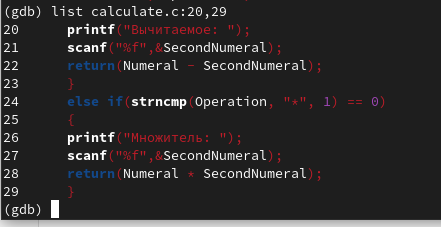 (gdb) list calculate.c:20,29
20 printf("Вычитаемое: ");
21 scanf("%f",&SecondNumeral);
22 return(Numeral - SecondNumeral);
23 }
24 else if(strncmp(Operation, "*", 1) == 0)
25 {
26 printf("Множитель: ");
27 scanf("%f",&SecondNumeral);
28 return(Numeral * SecondNumeral);
29 }
(gdb)